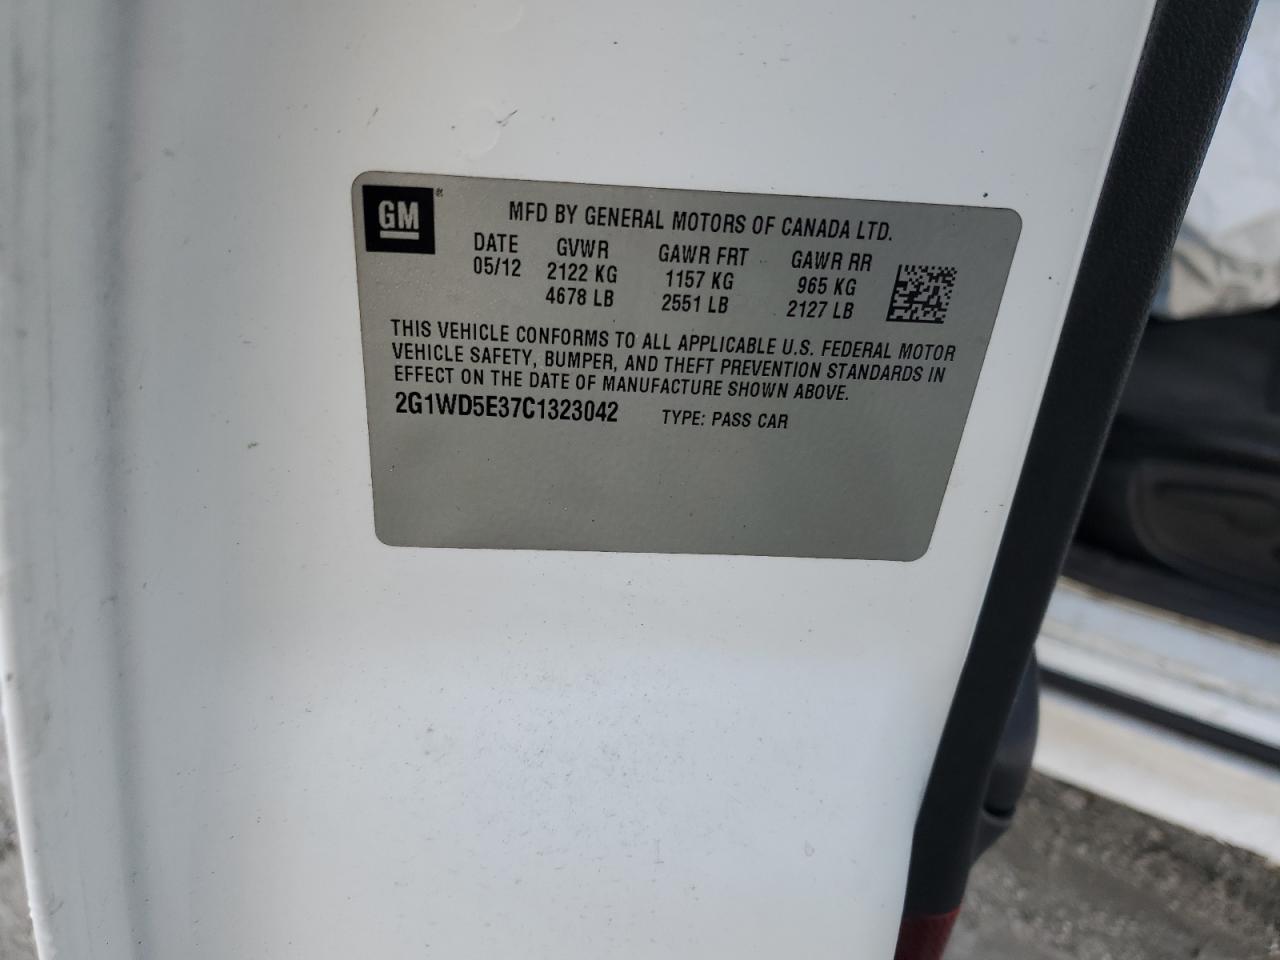 GM ®
MFD BY GENERAL MOTORS OF CANADA LTD.
DATE GVWR GAWR FRT GAWR RR
05/12 2122 KG 1157 KG 965 KG
4678 LB 2551 LB 2127 LB
THIS VEHICLE CONFORMS TO ALL APPLICABLE U.S. FEDERAL MOTOR
VEHICLE SAFETY, BUMPER, AND THEFT PREVENTION STANDARDS IN
EFFECT ON THE DATE OF MANUFACTURE SHOWN ABOVE.
2G1WD5E37C1323042 TYPE: PASS CAR